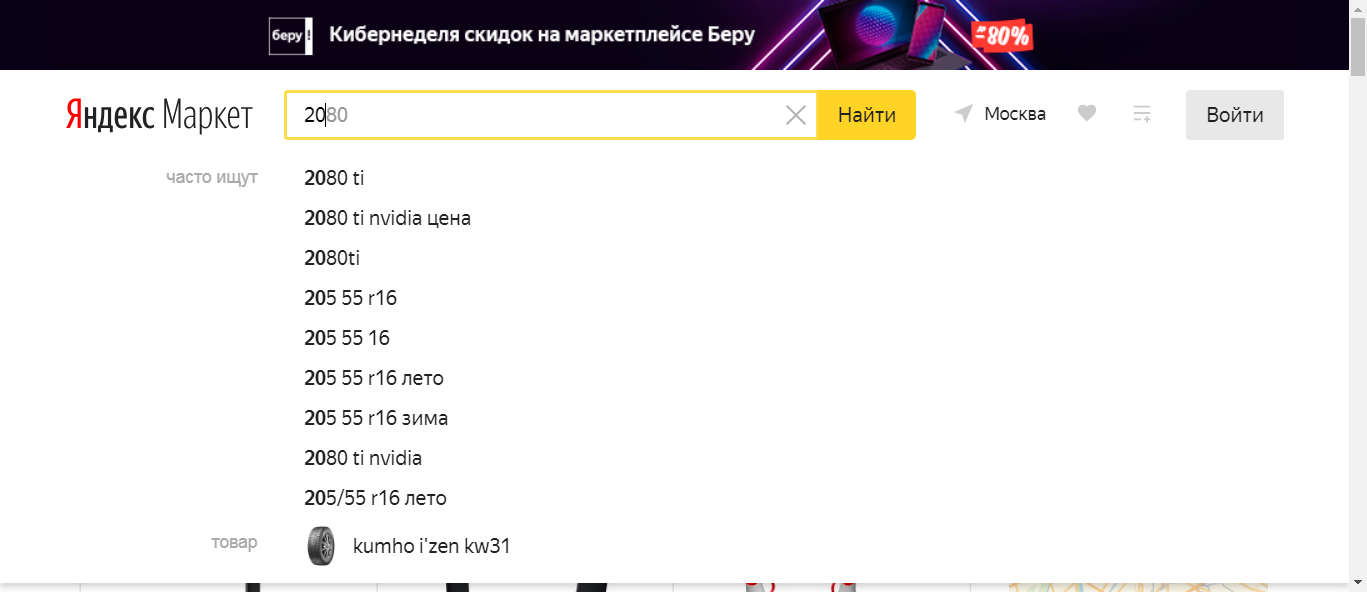 беру! Кибернеделя скидок на маркетплейсе Беру -80%
Яндекс Маркет 2080 Найти Москва Войти
часто ищут 2080 ti
2080 ti nvidia цена
2080ti
205 55 r16
205 55 16
205 55 r16 лето
205 55 r16 зима
2080 ti nvidia
205/55 r16 лето
товар kumho i'zen kw31